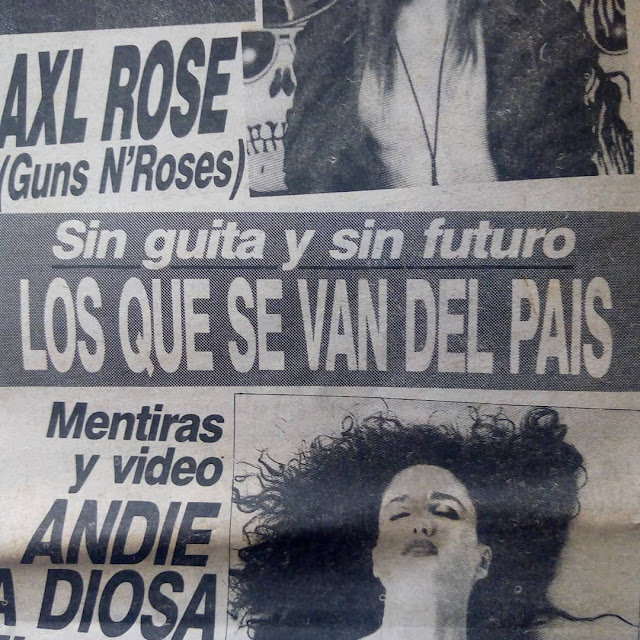 AXL ROSE
(Guns N'Roses)
Sin guita y sin futuro
LOS QUE SE VAN DEL PAIS
Mentiras
y video
ANDIE
A DIOSA